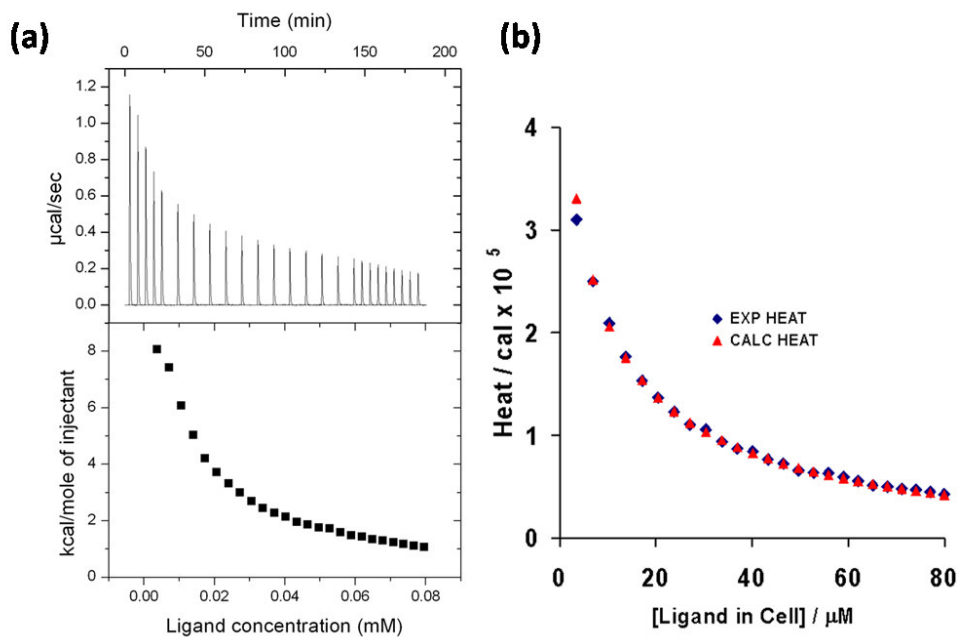 (a)
Time (min)
0 50 100 150 200
1.2
1.0
0.8
0.6
0.4
0.2
0.0
µcal/sec
8
6
4
2
0
kcal/mole of injectant
0.00 0.02 0.04 0.06 0.08
Ligand concentration (mM)
(b)
4
3
2
1
0
Heat / cal x 10⁵
EXP HEAT
CALC HEAT
0 20 40 60 80
[Ligand in Cell] / µM